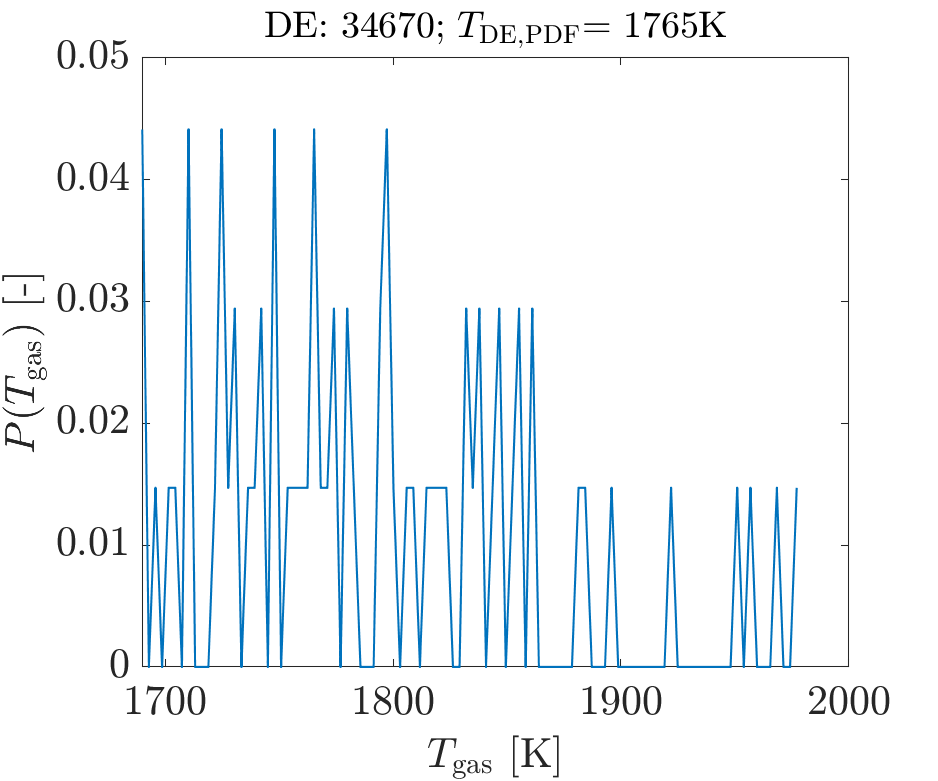 DE: 34670; T_DE,PDF= 1765K
0.05
0.04
0.03
0.02
0.01
0
P(T_gas) [-]
1700 1800 1900 2000
T_gas [K]